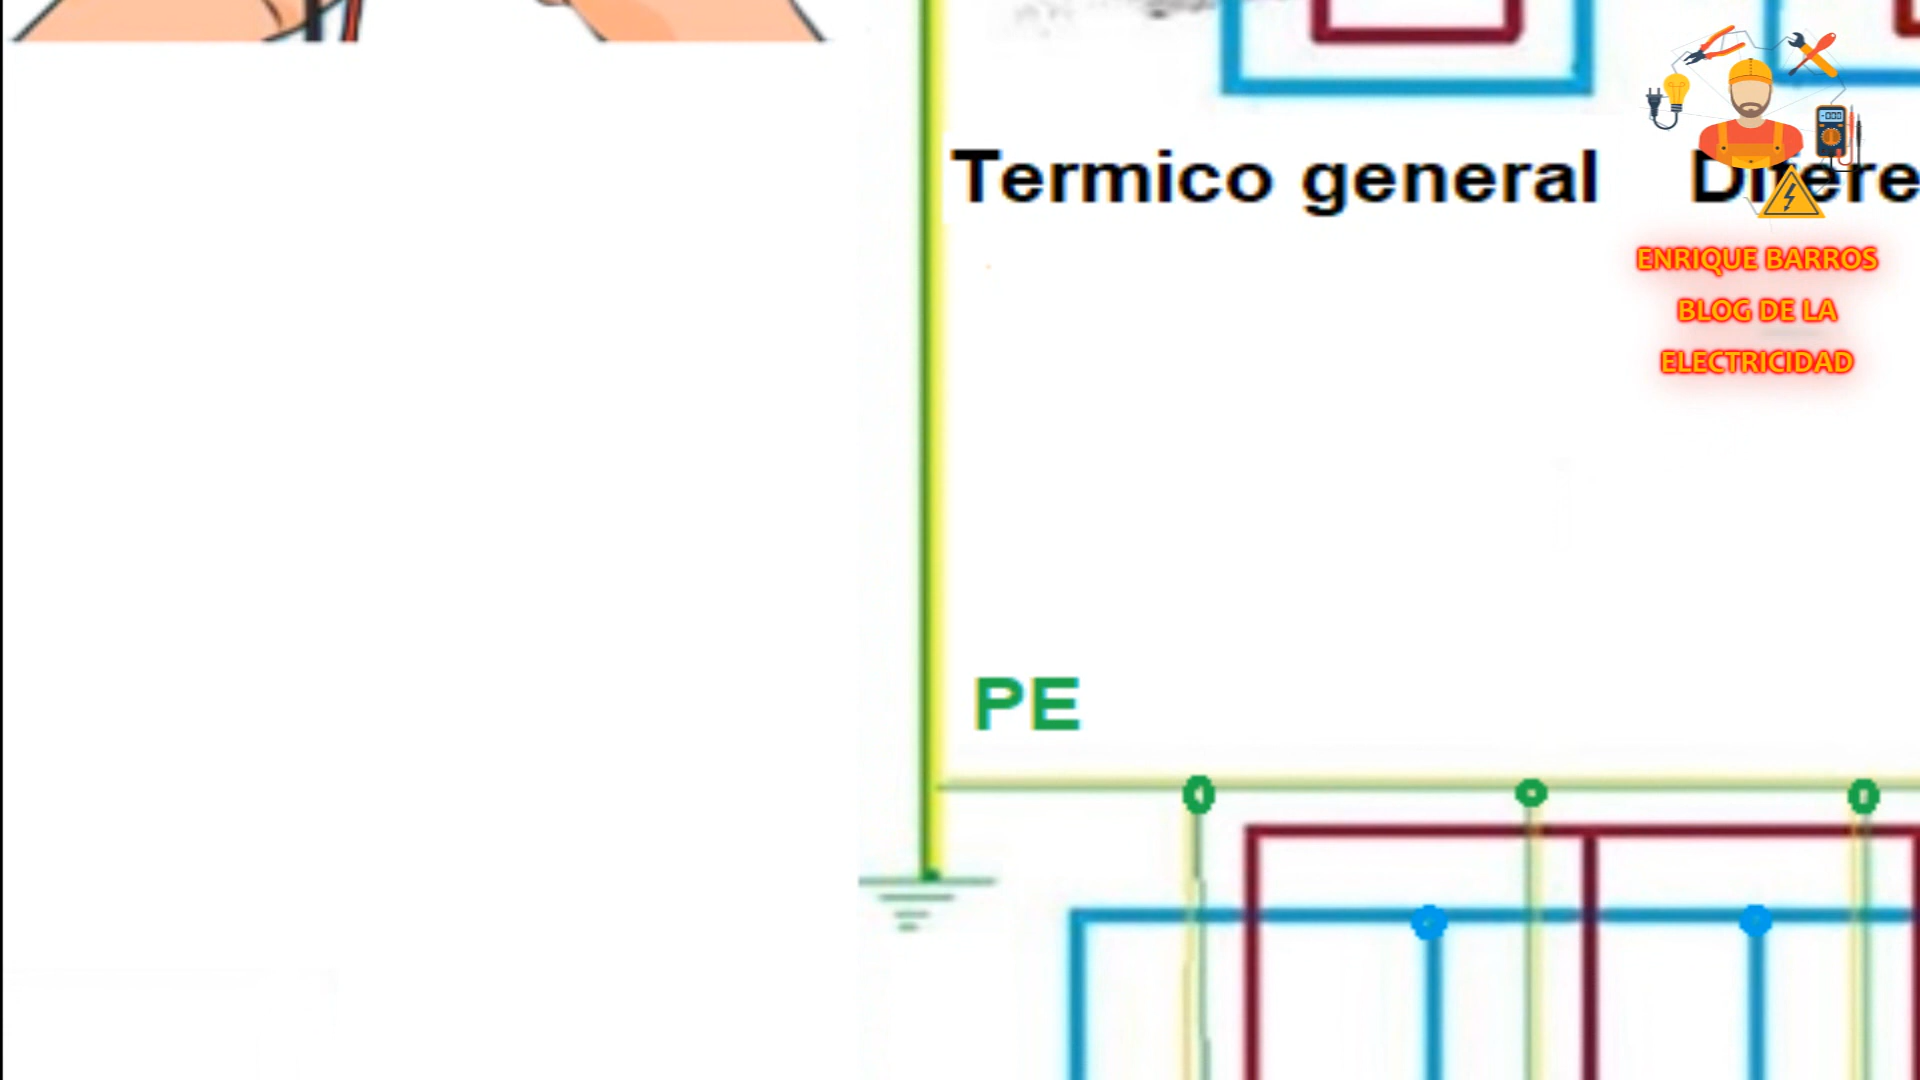 Termico general
ENRIQUE BARROS
BLOG DE LA
ELECTRICIDAD
PE